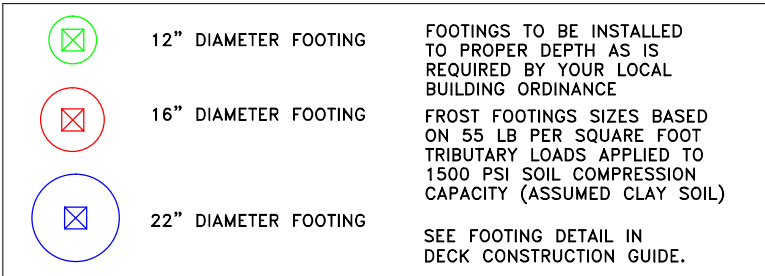 12” DIAMETER FOOTING
16” DIAMETER FOOTING
22” DIAMETER FOOTING
FOOTINGS TO BE INSTALLED
TO PROPER DEPTH AS IS
REQUIRED BY YOUR LOCAL
BUILDING ORDINANCE
FROST FOOTINGS SIZES BASED
ON 55 LB PER SQUARE FOOT
TRIBUTARY LOADS APPLIED TO
1500 PSI SOIL COMPRESSION
CAPACITY (ASSUMED CLAY SOIL)
SEE FOOTING DETAIL IN
DECK CONSTRUCTION GUIDE.